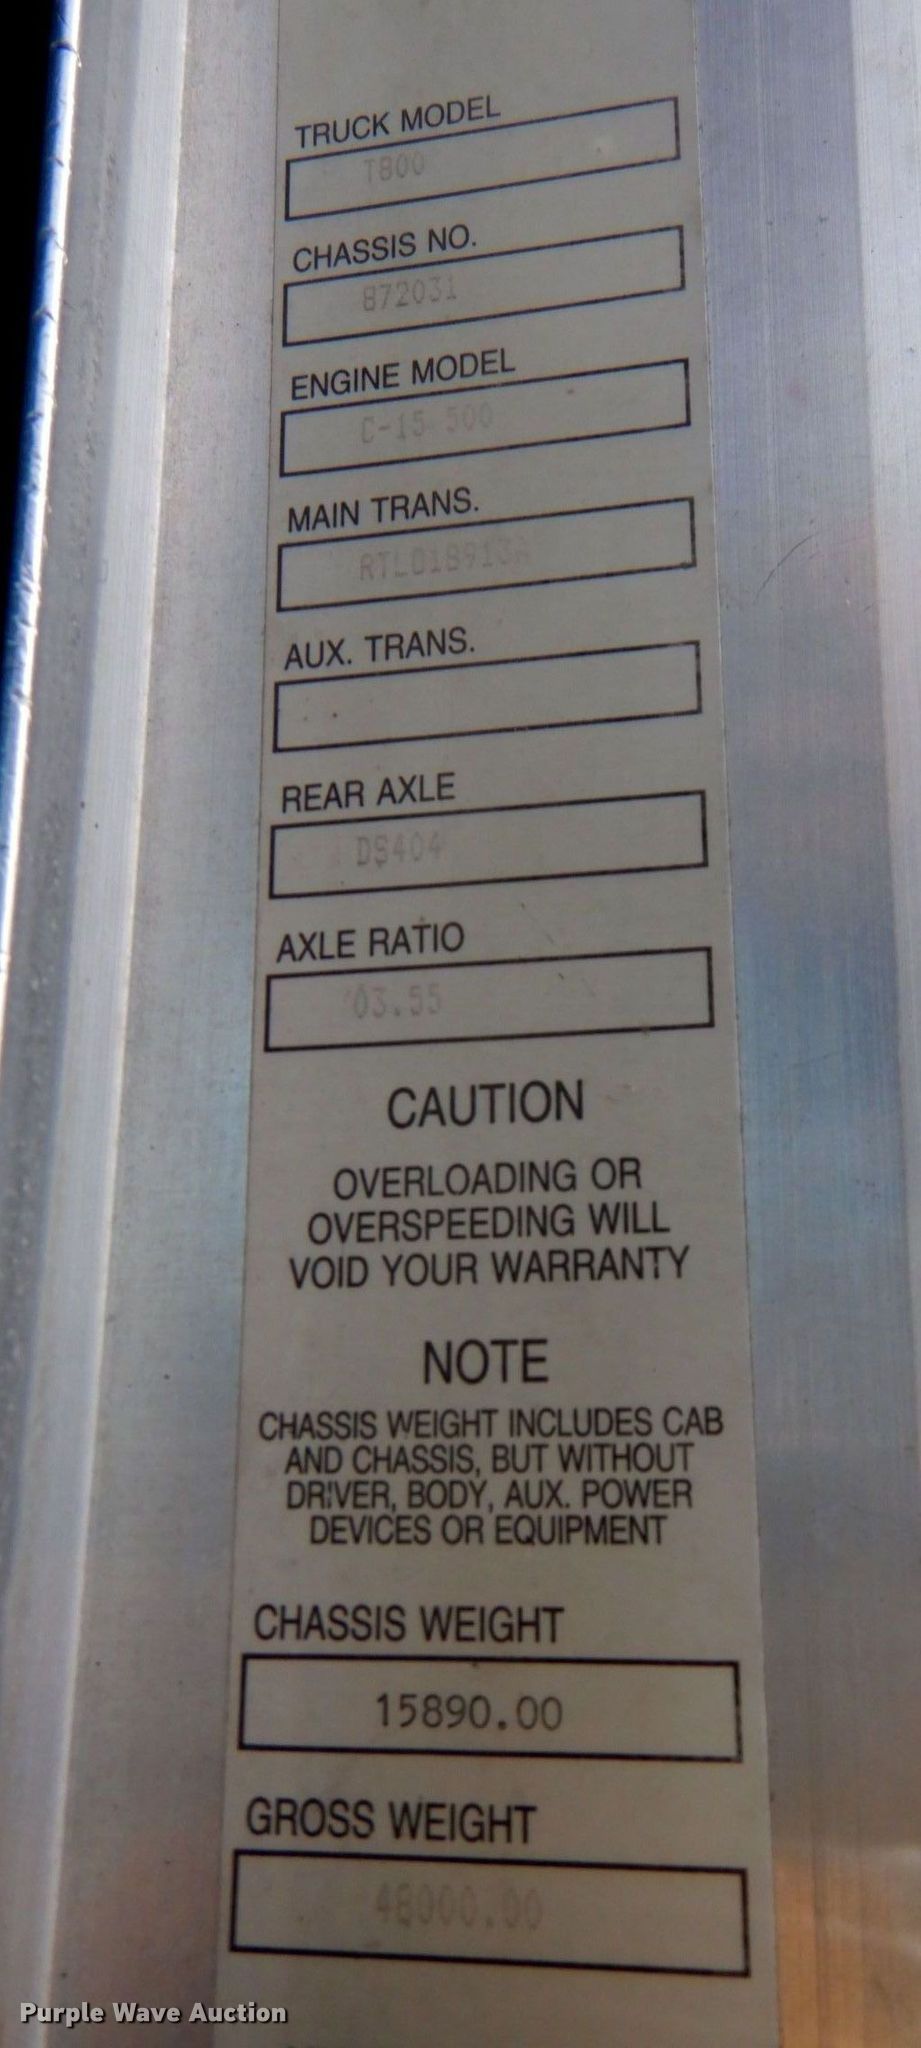 TRUCK MODEL
T800
CHASSIS NO.
872031
ENGINE MODEL
C-15 500
MAIN TRANS.
RTLO18913A
AUX. TRANS.
REAR AXLE
DS404
AXLE RATIO
03.55
CAUTION
OVERLOADING OR
OVERSPEEDING WILL
VOID YOUR WARRANTY
NOTE
CHASSIS WEIGHT INCLUDES CAB
AND CHASSIS, BUT WITHOUT
DRIVER, BODY, AUX. POWER
DEVICES OR EQUIPMENT
CHASSIS WEIGHT
15890.00
GROSS WEIGHT
48000.00
Purple Wave Auction